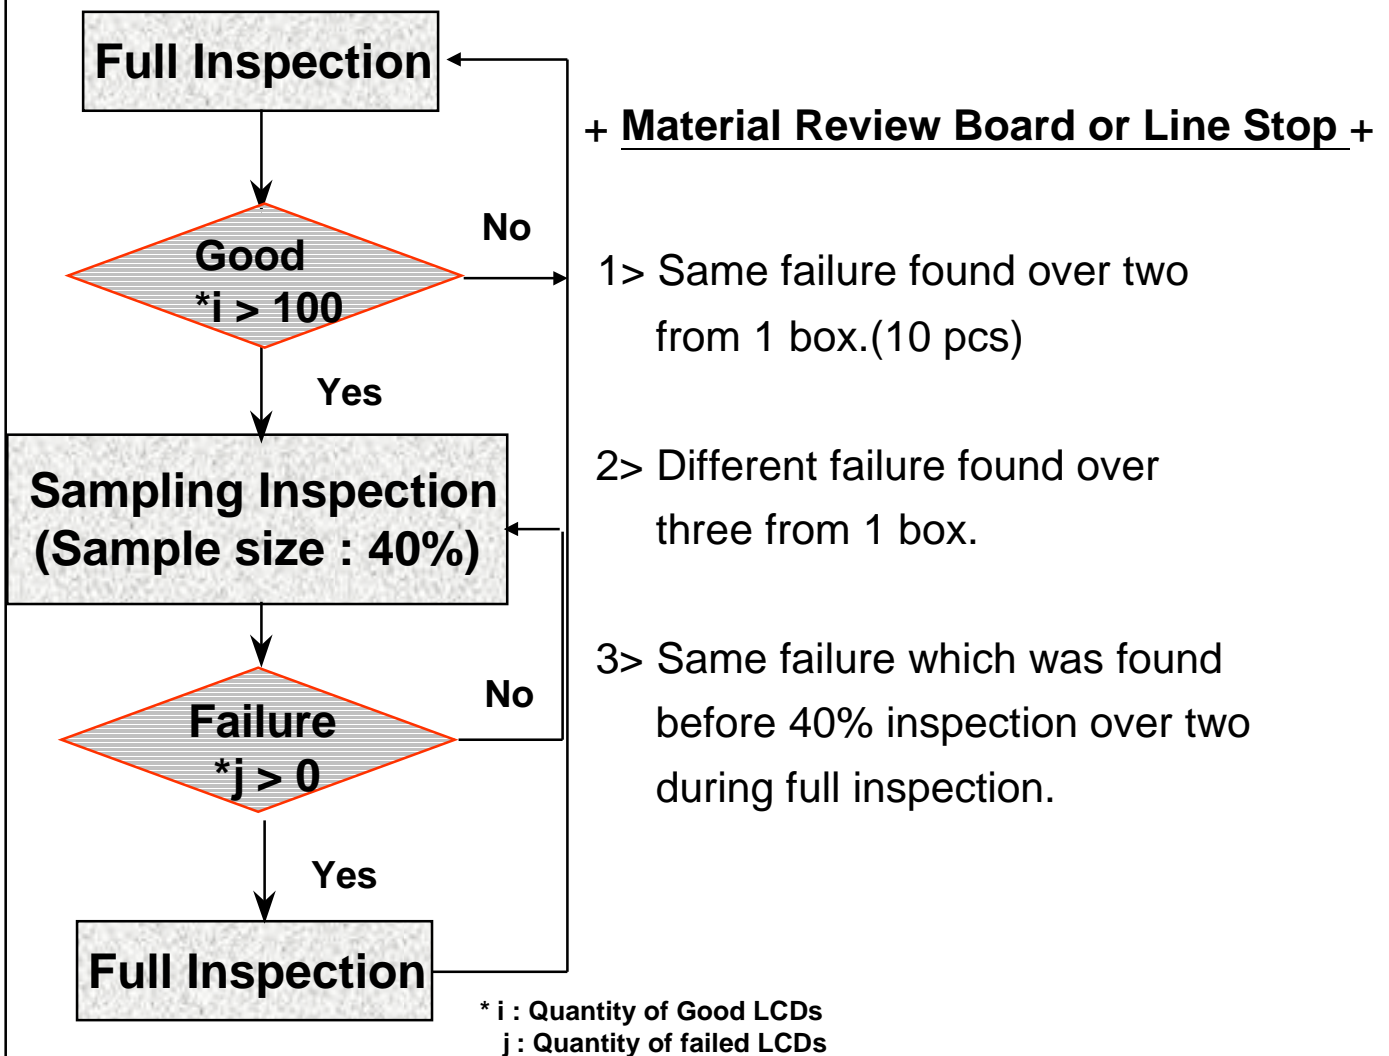 Full Inspection
+ Material Review Board or Line Stop +
No
Good
*i > 100
1> Same failure found over two
from 1 box.(10 pcs)
Yes
Sampling Inspection
(Sample size : 40%)
2> Different failure found over
three from 1 box.
No
Failure
*j > 0
3> Same failure which was found
before 40% inspection over two
during full inspection.
Yes
Full Inspection
* i : Quantity of Good LCDs
j : Quantity of failed LCDs